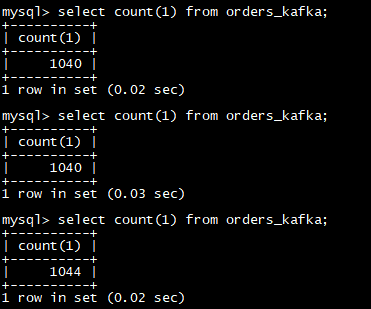 mysql> select count(1) from orders_kafka;
+----------+
| count(1) |
+----------+
|     1040 |
+----------+
1 row in set (0.02 sec)
mysql> select count(1) from orders_kafka;
+----------+
| count(1) |
+----------+
|     1040 |
+----------+
1 row in set (0.03 sec)
mysql> select count(1) from orders_kafka;
+----------+
| count(1) |
+----------+
|     1044 |
+----------+
1 row in set (0.02 sec)